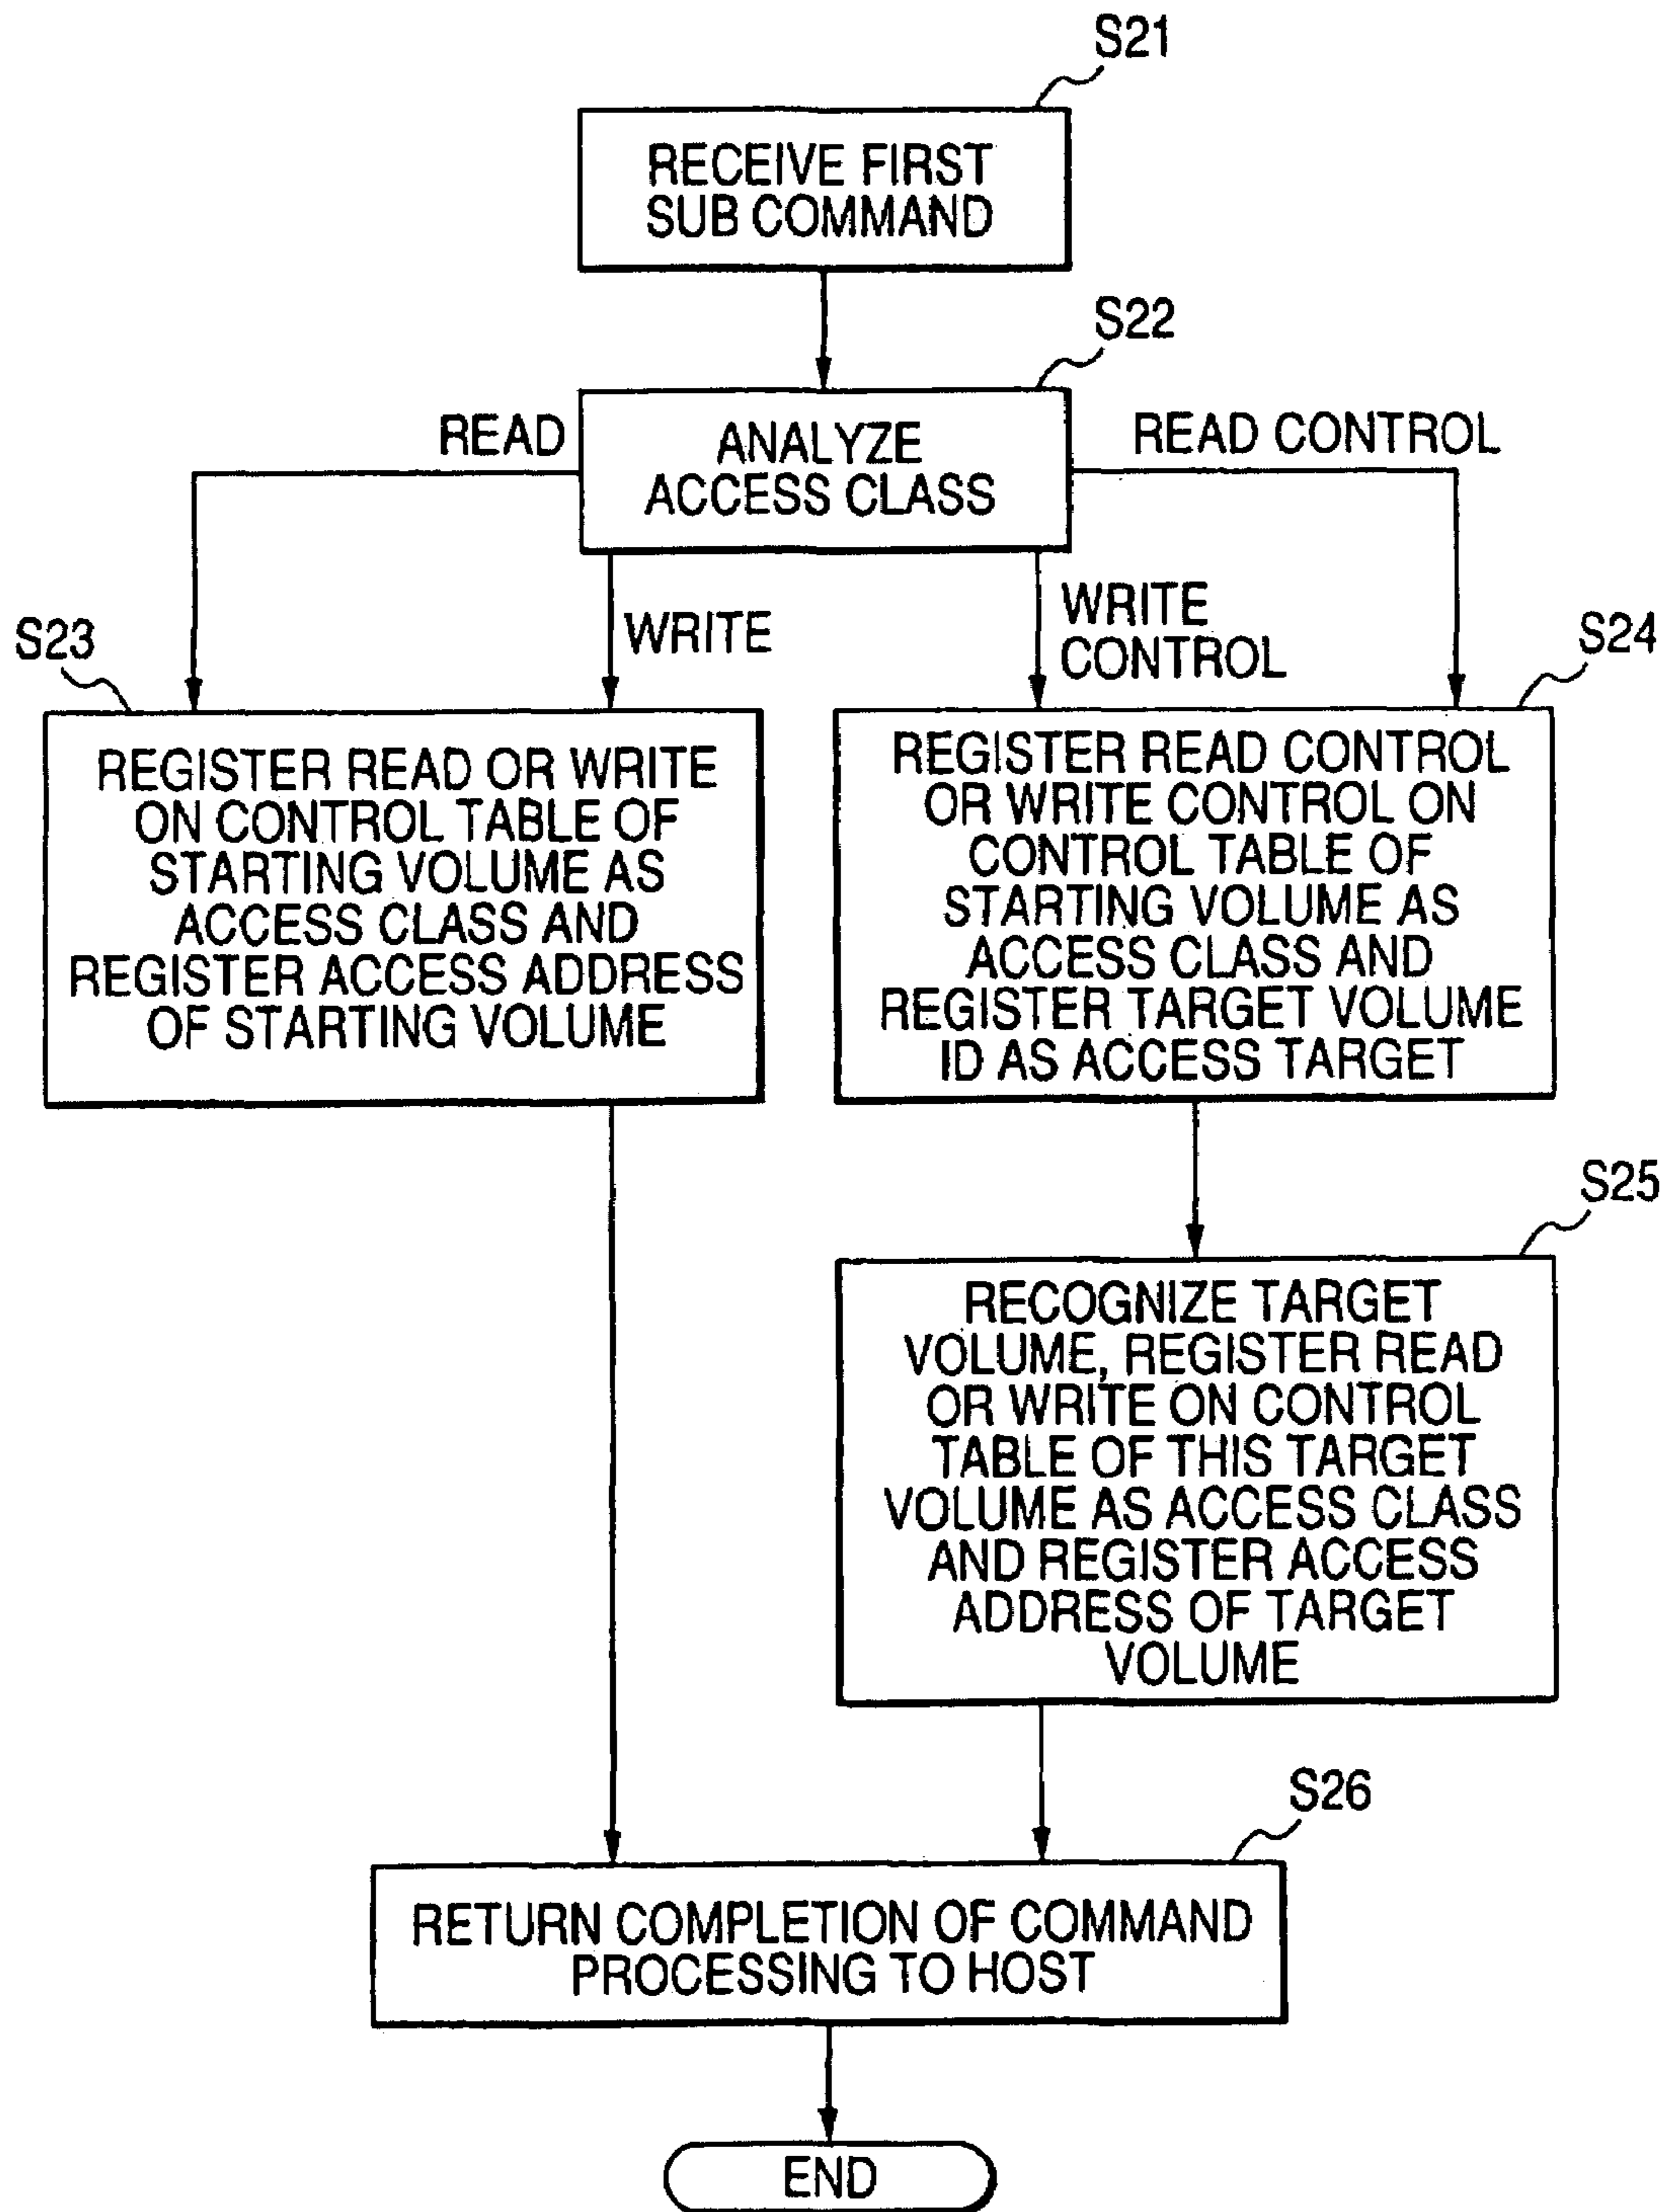 S21
RECEIVE FIRST
SUB COMMAND
S22
READ
ANALYZE
ACCESS CLASS
READ CONTROL
WRITE
WRITE
CONTROL
S23
REGISTER READ OR WRITE
ON CONTROL TABLE OF
STARTING VOLUME AS
ACCESS CLASS AND
REGISTER ACCESS ADDRESS
OF STARTING VOLUME
S24
REGISTER READ CONTROL
OR WRITE CONTROL ON
CONTROL TABLE OF
STARTING VOLUME AS
ACCESS CLASS AND
REGISTER TARGET VOLUME
ID AS ACCESS TARGET
S25
RECOGNIZE TARGET
VOLUME, REGISTER READ
OR WRITE ON CONTROL
TABLE OF THIS TARGET
VOLUME AS ACCESS CLASS
AND REGISTER ACCESS
ADDRESS OF TARGET
VOLUME
S26
RETURN COMPLETION OF COMMAND
PROCESSING TO HOST
END